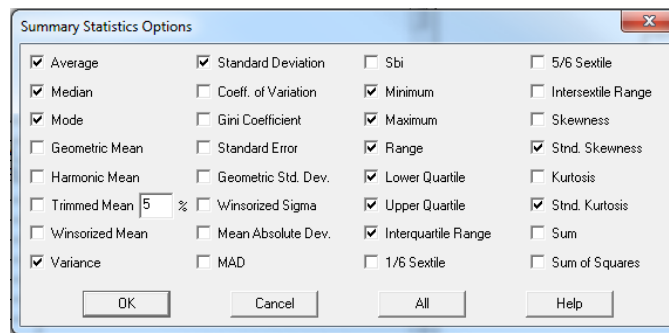 Summary Statistics Options
Average
Standard Deviation
Sbi
5/6 Sextile
Median
Coeff. of Variation
Minimum
Intersextile Range
Mode
Gini Coefficient
Maximum
Skewness
Geometric Mean
Standard Error
Range
Stnd. Skewness
Harmonic Mean
Geometric Std. Dev.
Lower Quartile
Kurtosis
Trimmed Mean 5 %
Winsorized Sigma
Upper Quartile
Stnd. Kurtosis
Winsorized Mean
Mean Absolute Dev.
Interquartile Range
Sum
Variance
MAD
1/6 Sextile
Sum of Squares
OK
Cancel
All
Help